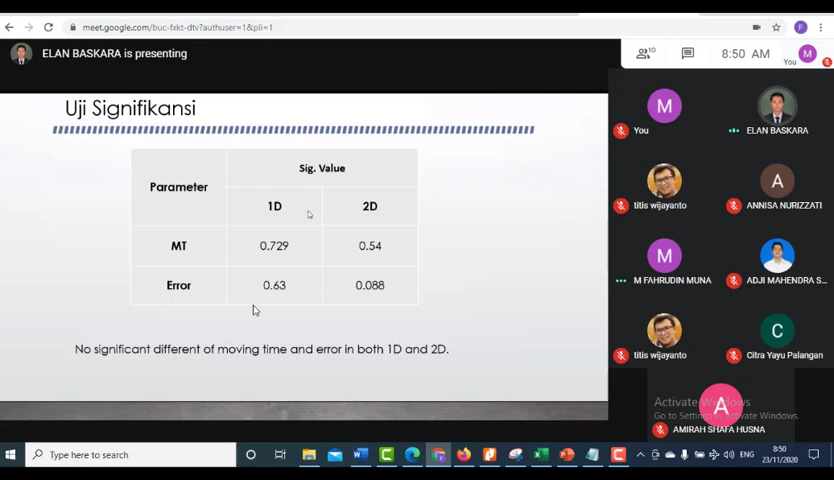 meet.google.com/buc-fxkt-dtv?authuser=1&pli=1
F
ELAN BASKARA is presenting
10
8:50 AM
You
M
Uji Signifikansi
Parameter
Sig. Value
1D
2D
MT
0.729
0.54
Error
0.63
0.088
No significant different of moving time and error in both 1D and 2D.
M
You
ELAN BASKARA
titis wijayanto
A
ANNISA NURIZZATI
M
M FAHRUDIN MUNA
ADJI MAHENDRA S...
titis wijayanto
C
Citra Yayu Palangan
A
AMIRAH SHAFA HUSNA
Activate Windows
Go to Settings to activate Windows.
Type here to search
ENG
8:50
23/11/2020